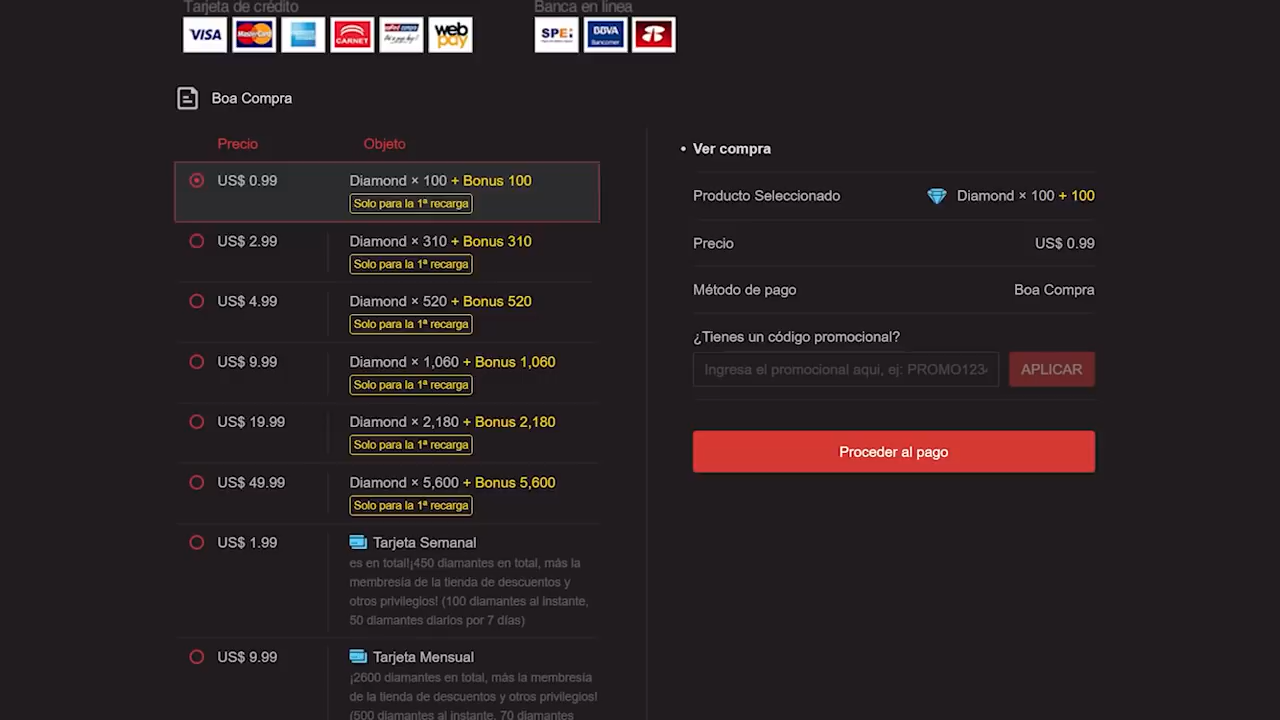 Tarjeta de crédito
Banca en línea
VISA
MasterCard
CARNET
web pay
SPEI
BBVA Bancomer
Boa Compra
Precio
Objeto
US$ 0.99
Diamond × 100 + Bonus 100
Solo para la 1ª recarga
US$ 2.99
Diamond × 310 + Bonus 310
Solo para la 1ª recarga
US$ 4.99
Diamond × 520 + Bonus 520
Solo para la 1ª recarga
US$ 9.99
Diamond × 1,060 + Bonus 1,060
Solo para la 1ª recarga
US$ 19.99
Diamond × 2,180 + Bonus 2,180
Solo para la 1ª recarga
US$ 49.99
Diamond × 5,600 + Bonus 5,600
Solo para la 1ª recarga
US$ 1.99
Tarjeta Semanal
es en total!¡450 diamantes en total, más la
membresía de la tienda de descuentos y
otros privilegios! (100 diamantes al instante,
50 diamantes diarios por 7 días)
US$ 9.99
Tarjeta Mensual
¡2600 diamantes en total, más la membresía
de la tienda de descuentos y otros privilegios!
(500 diamantes al instante, 70 diamantes
• Ver compra
Producto Seleccionado
Diamond × 100 + 100
Precio
US$ 0.99
Método de pago
Boa Compra
¿Tienes un código promocional?
Ingresa el promocional aqui, ej: PROMO123
APLICAR
Proceder al pago